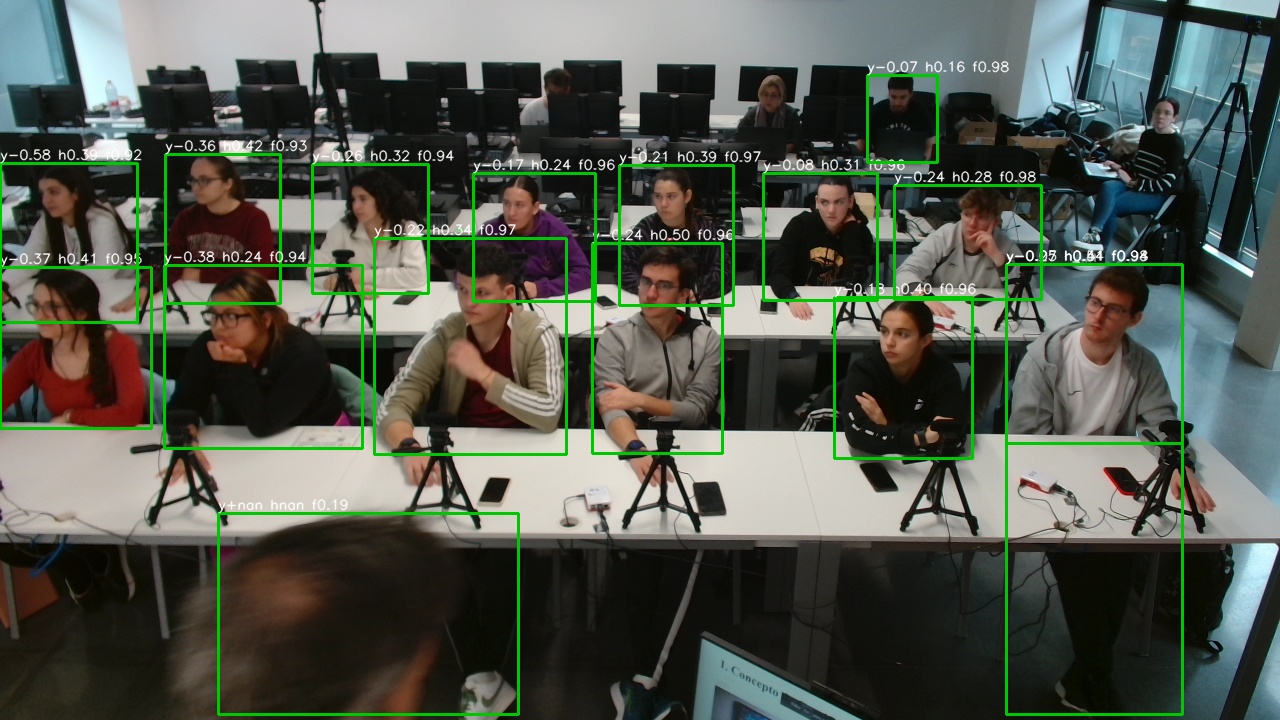 y-0.07 h0.16 f0.98
y-0.58 h0.39 f0.92
y-0.36 h0.42 f0.93
y-0.26 h0.32 f0.94
y-0.17 h0.24 f0.96
y-0.21 h0.39 f0.97
y-0.08 h0.31 f0.96
y-0.24 h0.28 f0.98
y-0.37 h0.41 f0.95
y-0.38 h0.24 f0.94
y-0.22 h0.34 f0.97
y-0.24 h0.50 f0.96
y-0.13 h0.40 f0.96
y+nan hnan f0.19
1. Concepto